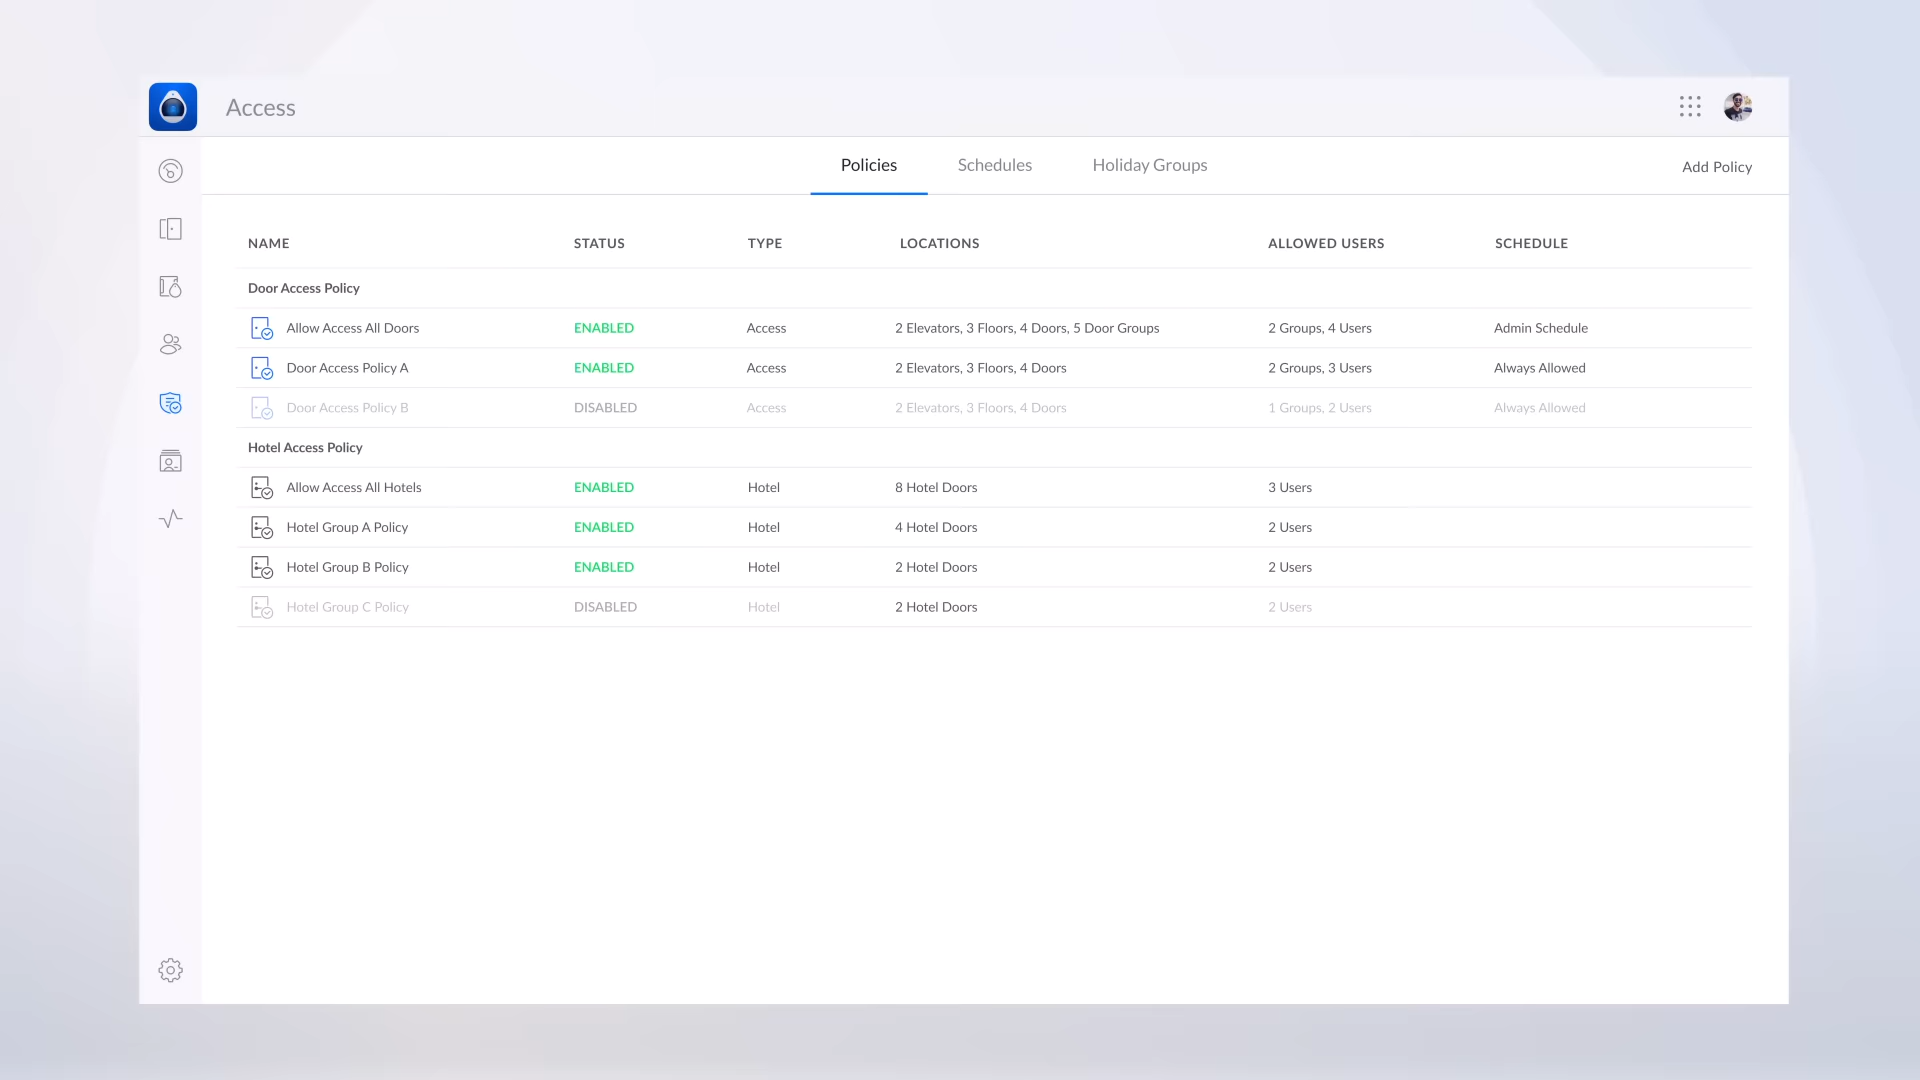 Access
Policies Schedules Holiday Groups Add Policy
NAME STATUS TYPE LOCATIONS ALLOWED USERS SCHEDULE
Door Access Policy
Allow Access All Doors ENABLED Access 2 Elevators, 3 Floors, 4 Doors, 5 Door Groups 2 Groups, 4 Users Admin Schedule
Door Access Policy A ENABLED Access 2 Elevators, 3 Floors, 4 Doors 2 Groups, 3 Users Always Allowed
Door Access Policy B DISABLED Access 2 Elevators, 3 Floors, 4 Doors 1 Groups, 2 Users Always Allowed
Hotel Access Policy
Allow Access All Hotels ENABLED Hotel 8 Hotel Doors 3 Users
Hotel Group A Policy ENABLED Hotel 4 Hotel Doors 2 Users
Hotel Group B Policy ENABLED Hotel 2 Hotel Doors 2 Users
Hotel Group C Policy DISABLED Hotel 2 Hotel Doors 2 Users